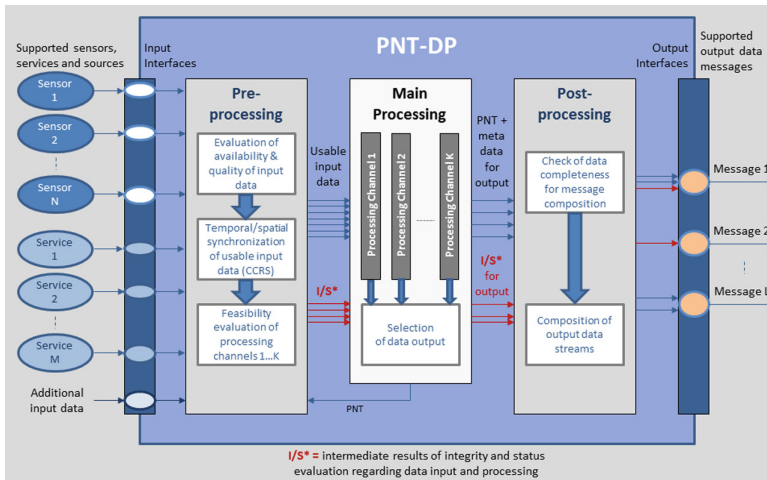 PNT-DP
Supported sensors,
services and sources
Input
Interfaces
Output
Interfaces
Supported
output data
messages
Sensor
1
Sensor
2
Sensor
N
Service
1
Service
2
Service
M
Additional
input data
Pre-
processing
Evaluation of
availability &
quality of input
data
Temporal/spatial
synchronization
of usable input
data (CCRS)
Feasibility
evaluation of
processing
channels 1...K
Usable
input
data
I/S*
Main
Processing
Processing Channel 1
Processing Channel 2
Processing Channel K
Selection
of data output
PNT
PNT +
meta
data
for
output
I/S*
for
output
Post-
processing
Check of data
completeness
for message
composition
Composition of
output data
streams
Message 1
Message 2
Message L
I/S* = intermediate results of integrity and status
evaluation regarding data input and processing